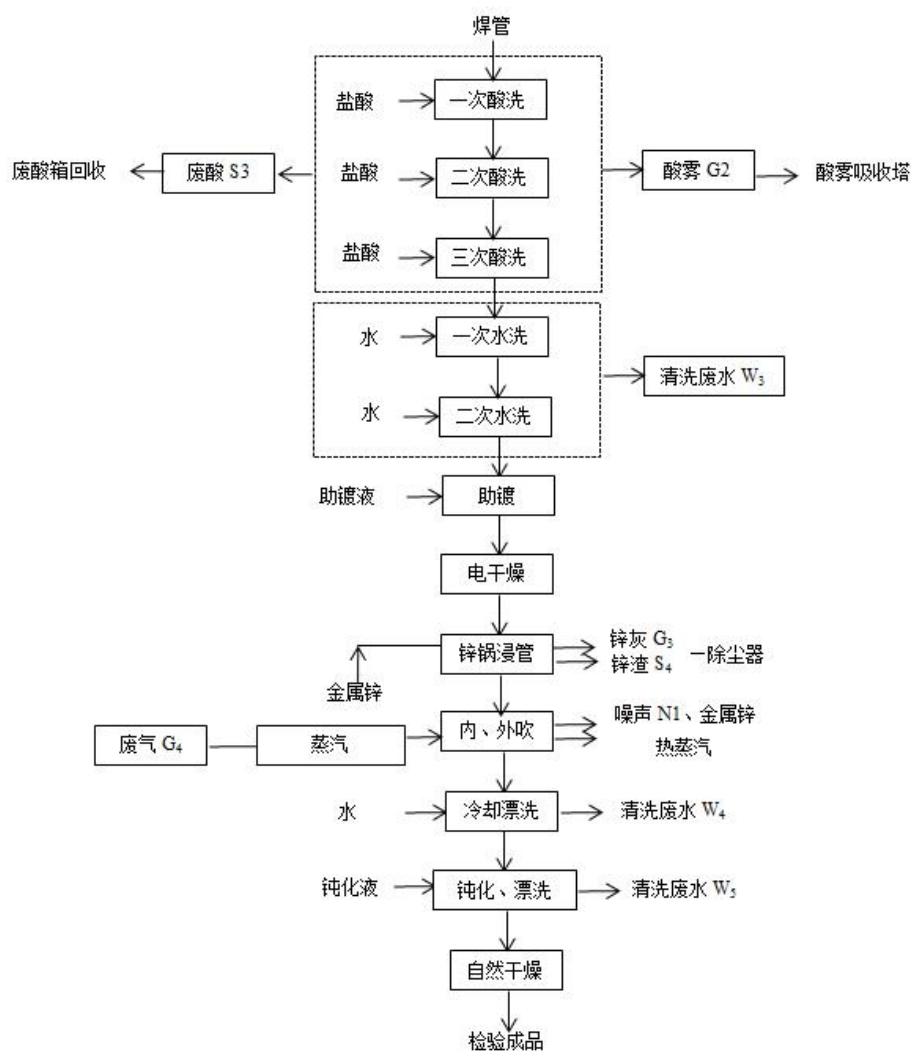 焊管
盐酸
一次酸洗
废酸箱回收
废酸 S3
盐酸
二次酸洗
酸雾 G2
酸雾吸收塔
盐酸
三次酸洗
水
一次水洗
清洗废水 W₃
水
二次水洗
助镀液
助镀
电干燥
锌锅浸管
锌灰 G₃
锌渣 S₄
除尘器
金属锌
废气 G₄
蒸汽
内、外吹
噪声 N1、金属锌
热蒸汽
水
冷却漂洗
清洗废水 W₄
钝化液
钝化、漂洗
清洗废水 W₅
自然干燥
检验成品